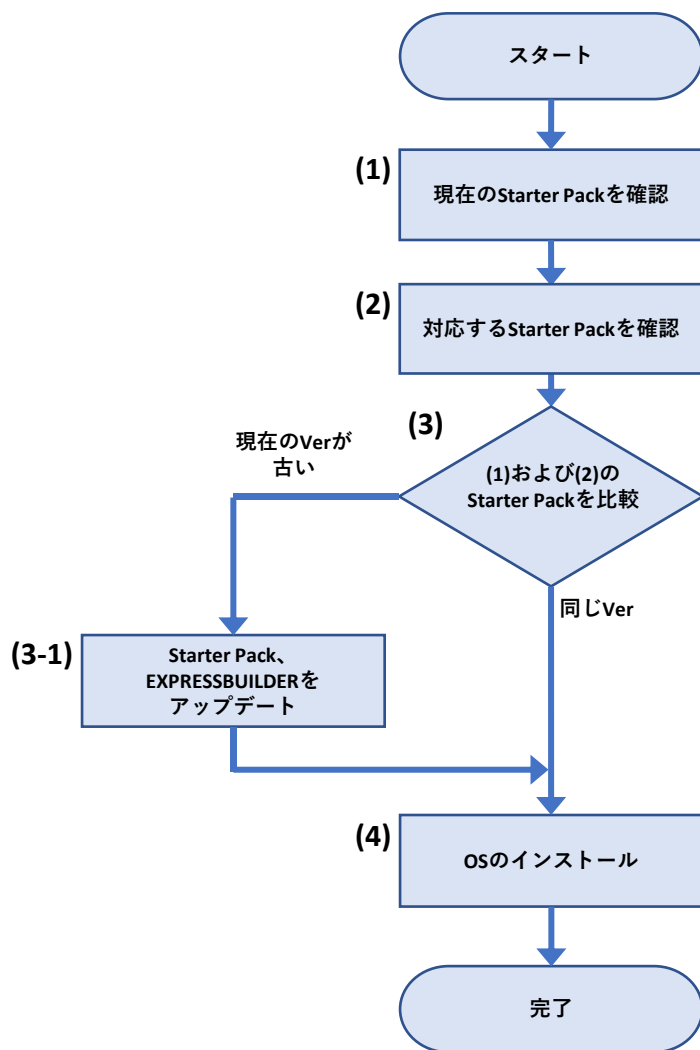 スタート
(1)
現在のStarter Packを確認
(2)
対応するStarter Packを確認
(3)
(1)および(2)の
Starter Packを比較
現在のVerが
古い
同じVer
(3-1)
Starter Pack、
EXPRESSBUILDERを
アップデート
(4)
OSのインストール
完了